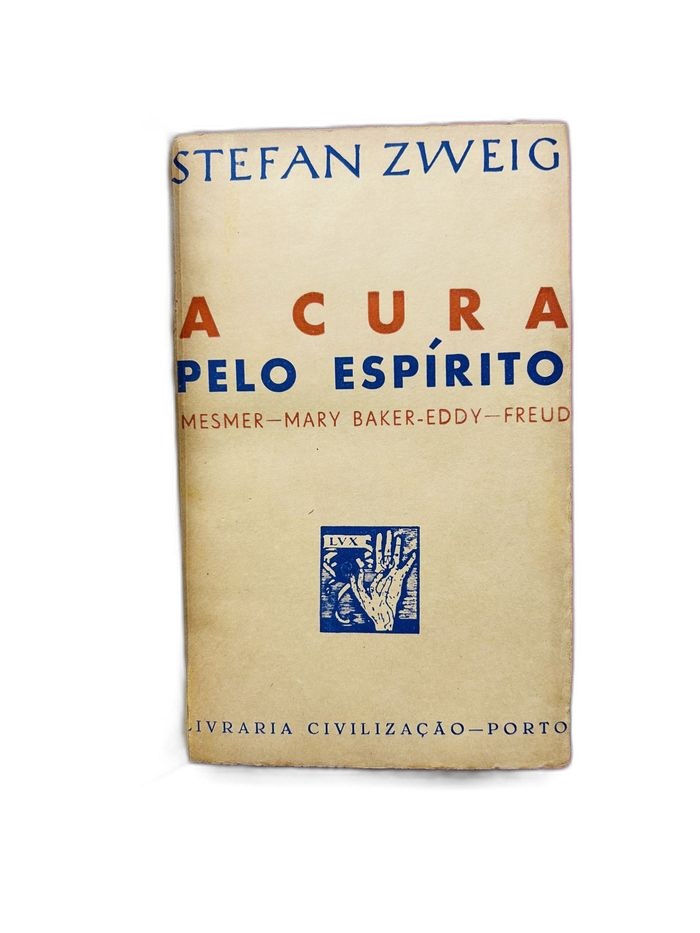 STEFAN ZWEIG
A CURA
PELO ESPÍRITO
MESMER—MARY BAKER-EDDY—FREUD
LVX
LIVRARIA CIVILIZAÇÃO—PORTO